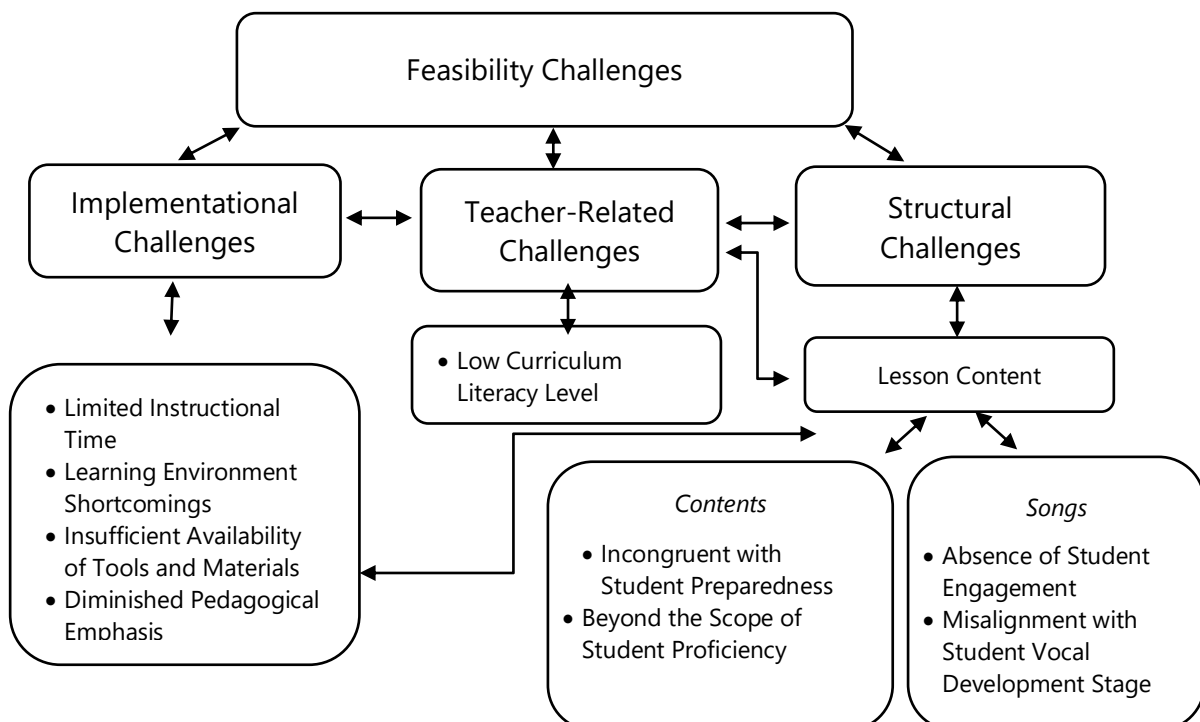 Feasibility Challenges
Implementational
Challenges
Teacher-Related
Challenges
Structural
Challenges
• Low Curriculum
Literacy Level
Lesson Content
• Limited Instructional
Time
• Learning Environment
Shortcomings
• Insufficient Availability
of Tools and Materials
• Diminished Pedagogical
Emphasis
Contents
• Incongruent with
Student Preparedness
• Beyond the Scope of
Student Proficiency
Songs
• Absence of Student
Engagement
• Misalignment with
Student Vocal
Development Stage